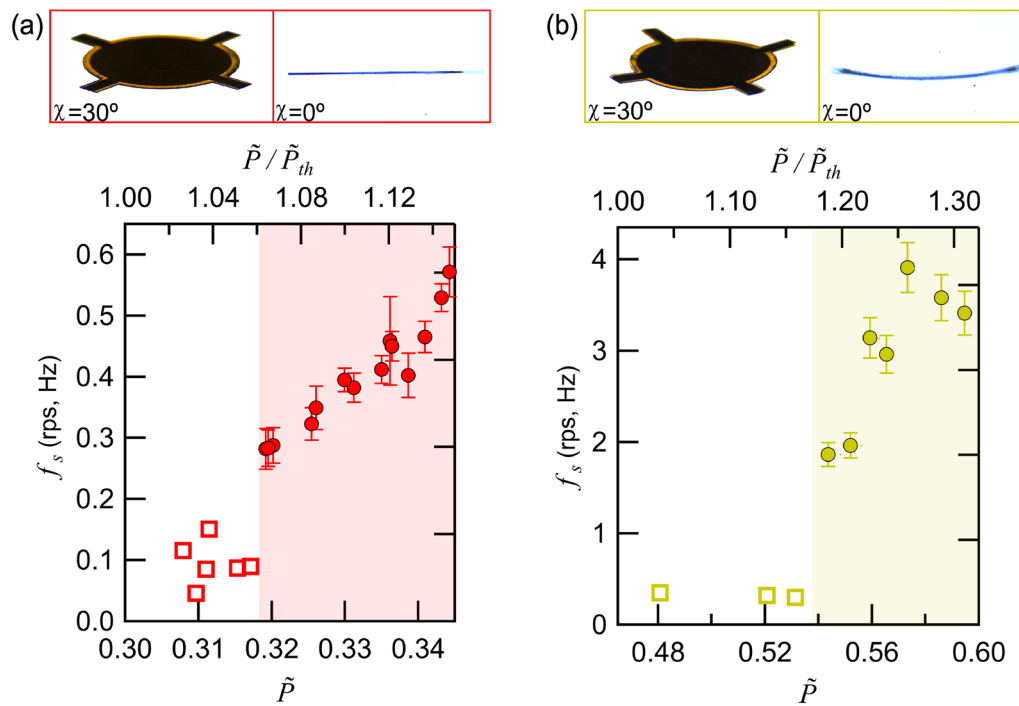 (a)
χ=30º
χ=0º
P̃ / P̃th
1.00 1.04 1.08 1.12
0.6
0.5
0.4
0.3
0.2
0.1
0.0
f s (rps, Hz)
0.30 0.31 0.32 0.33 0.34
P̃
(b)
χ=30º
χ=0º
P̃ / P̃th
1.00 1.10 1.20 1.30
4
3
2
1
0
f s (rps, Hz)
0.48 0.52 0.56 0.60
P̃